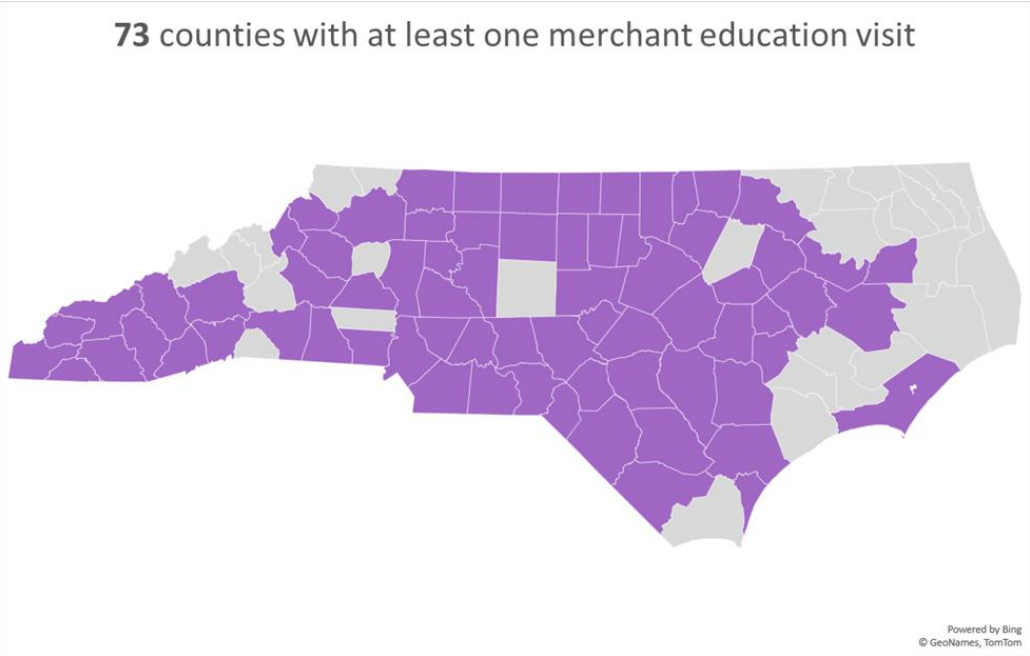 73 counties with at least one merchant education visit
Powered by Bing
© GeoNames, TomTom